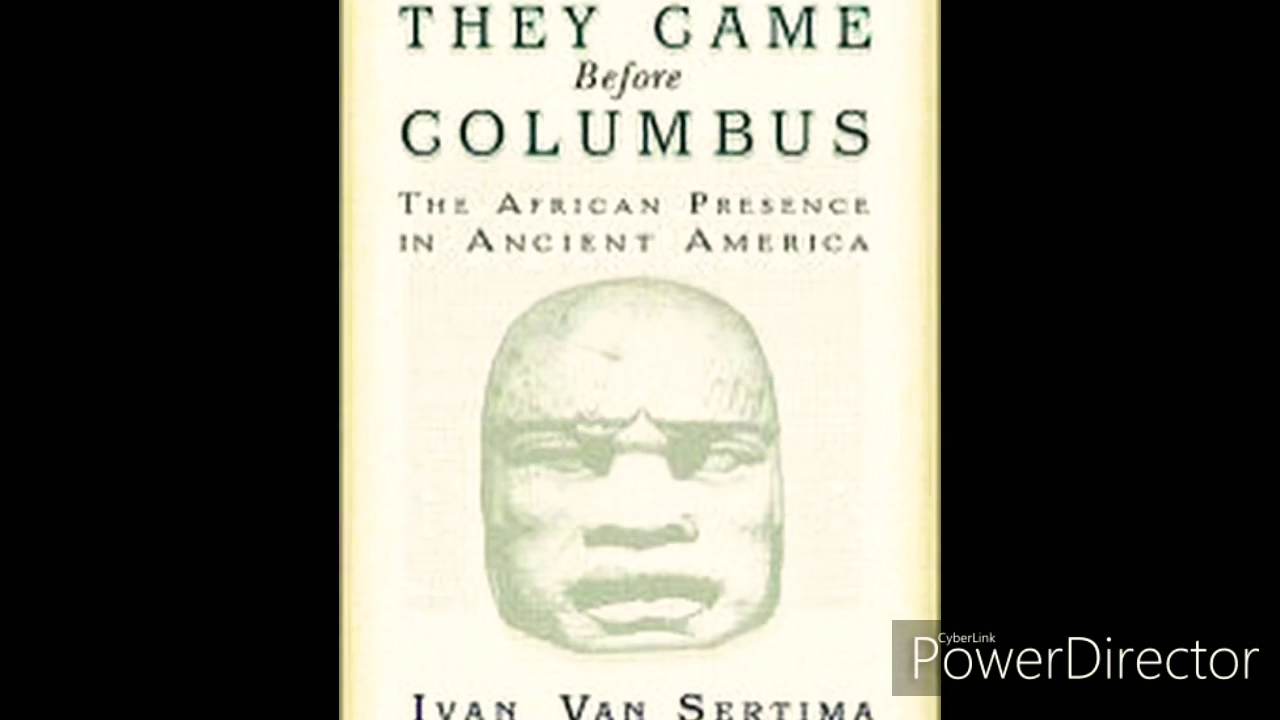 THEY CAME
Before
COLUMBUS
THE AFRICAN PRESENCE
IN ANCIENT AMERICA
IVAN VAN SERTIMA
CyberLink
PowerDirector